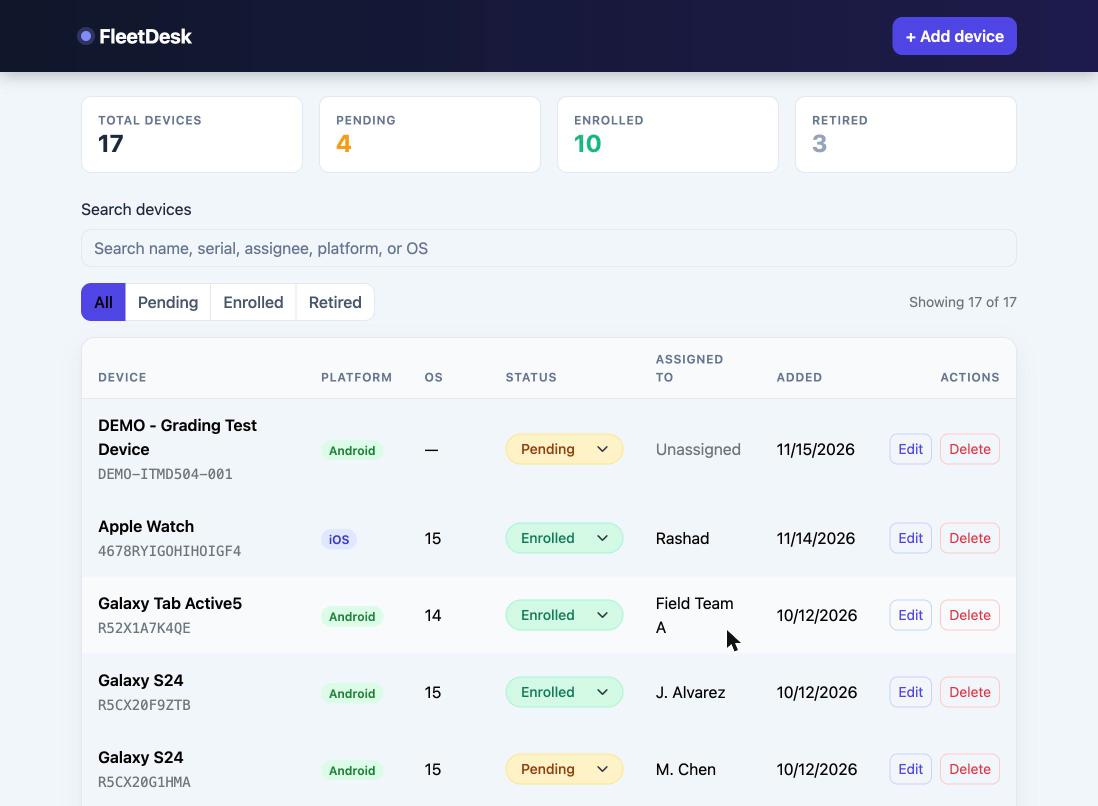 FleetDesk
+ Add device
TOTAL DEVICES
17
PENDING
4
ENROLLED
10
RETIRED
3
Search devices
Search name, serial, assignee, platform, or OS
All Pending Enrolled Retired
Showing 17 of 17
DEVICE PLATFORM OS STATUS ASSIGNED TO ADDED ACTIONS
DEMO - Grading Test Device
DEMO-ITMD504-001
Android — Pending Unassigned 11/15/2026 Edit Delete
Apple Watch
4678RYIGOHIHOIGF4
iOS 15 Enrolled Rashad 11/14/2026 Edit Delete
Galaxy Tab Active5
R52X1A7K4QE
Android 14 Enrolled Field Team A 10/12/2026 Edit Delete
Galaxy S24
R5CX20F9ZTB
Android 15 Enrolled J. Alvarez 10/12/2026 Edit Delete
Galaxy S24
R5CX20G1HMA
Android 15 Pending M. Chen 10/12/2026 Edit Delete